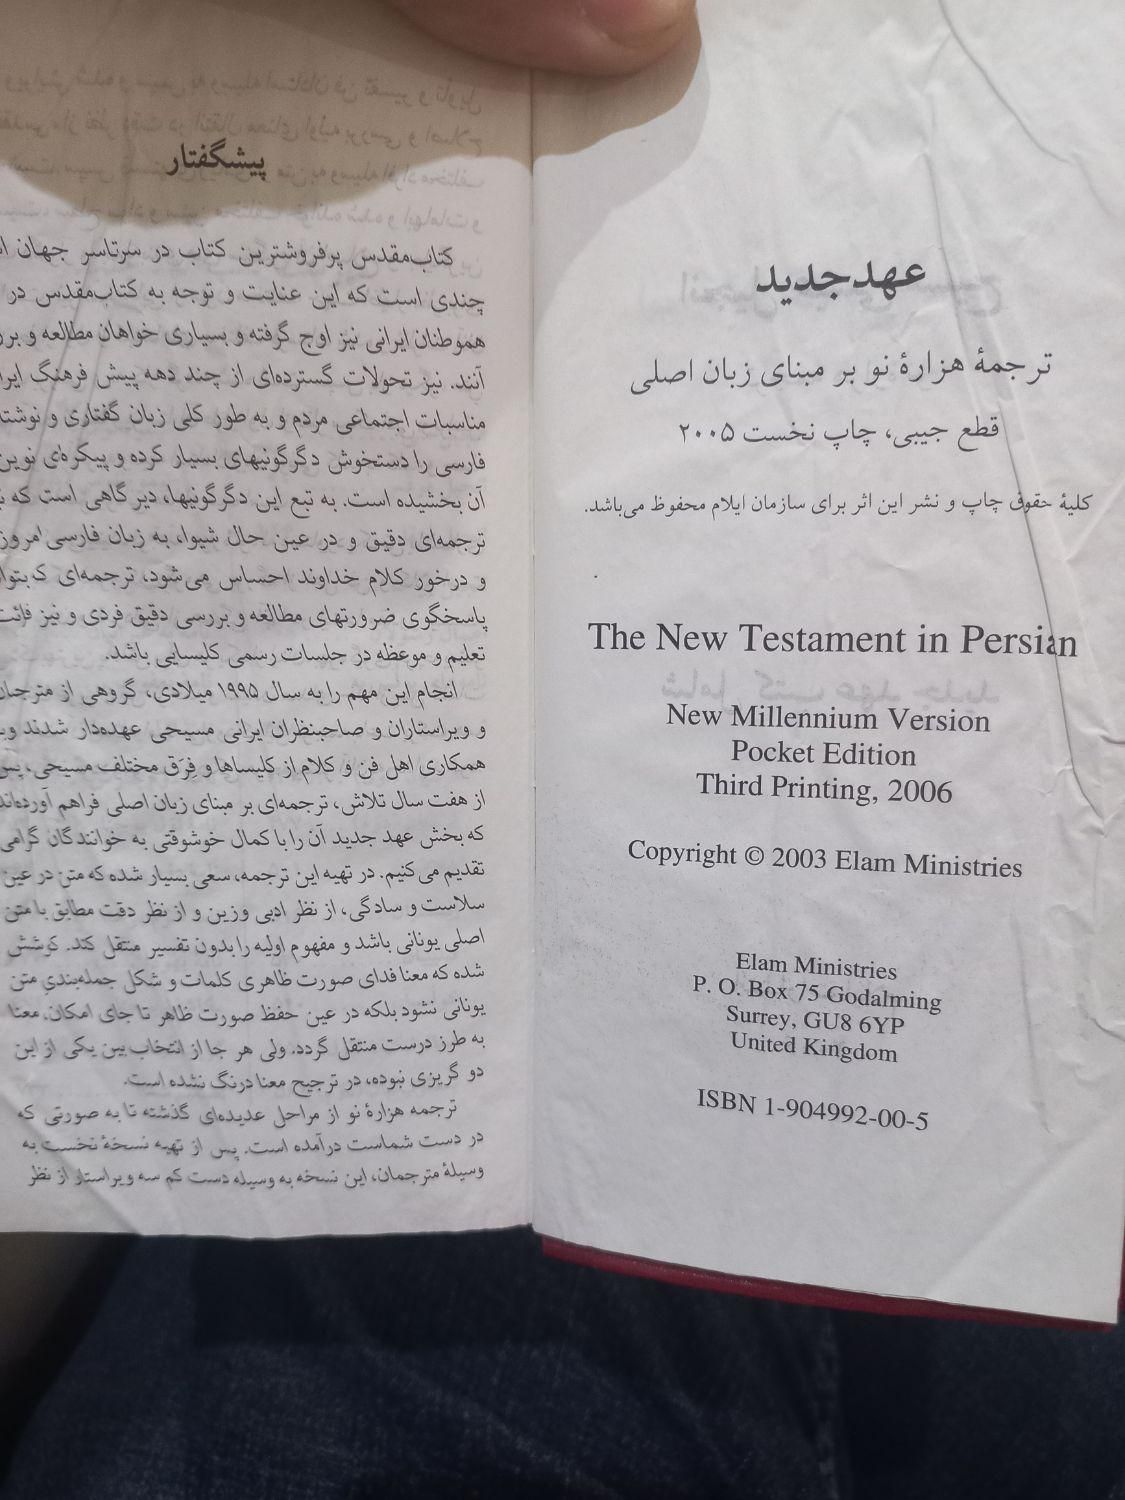 عهدجدید
ترجمهٔ هزارهٔ نو بر مبنای زبان اصلی
قطع جیبی، چاپ نخست ۲۰۰۵
کلیهٔ حقوق چاپ و نشر این اثر برای سازمان ایلام محفوظ می‌باشد.
The New Testament in Persian
New Millennium Version
Pocket Edition
Third Printing, 2006
Copyright © 2003 Elam Ministries
Elam Ministries
P. O. Box 75 Godalming
Surrey, GU8 6YP
United Kingdom
ISBN 1-904992-00-5
پیشگفتار
کتاب‌مقدس پرفروشترین کتاب در سرتاسر جهان
چندی است که این عنایت و توجه به کتاب‌مقدس در
هموطنان ایرانی نیز اوج گرفته و بسیاری خواهان مطالعه و
آنند. نیز تحولات گسترده‌ای از چند دهه پیش فرهنگ
مناسبات اجتماعی مردم و به طور کلی زبان گفتاری و
فارسی را دستخوش دگرگونیهای بسیار کرده و پیکره‌ای نوین
آن بخشیده است. به تبع این دگرگونیها، دیر گاهی است که
ترجمه‌ای دقیق و در عین حال شیوا، به زبان فارسی امروز
و درخور کلام خداوند احساس می‌شود، ترجمه‌ای که
پاسخگوی ضرورتهای مطالعه و بررسی دقیق فردی و نیز
تعلیم و موعظه در جلسات رسمی کلیسایی باشد.
انجام این مهم را به سال ۱۹۹۵ میلادی، گروهی از مترجمان
و ویراستاران و صاحبنظران ایرانی مسیحی عهده‌دار شدند
همکاری اهل فن و کلام از کلیساها و فِرَق مختلف مسیحی، پس
از هفت سال تلاش، ترجمه‌ای بر مبنای زبان اصلی فراهم آورده‌اند
که بخش عهد جدید آن را با کمال خوشوقتی به خوانندگان گرامی
تقدیم می‌کنیم. در تهیه این ترجمه، سعی بسیار شده که متن در عین
سلاست و سادگی، از نظر ادبی وزین و از نظر دقت مطابق با متن
اصلی یونانی باشد و مفهوم اولیه را بدون تفسیر منتقل کند. کوشش
شده که معنا فدای صورت ظاهری کلمات و شکل جمله‌بندی متن
یونانی نشود بلکه در عین حفظ صورت ظاهر تا جای امکان، معنا
به طرز درست منتقل گردد. ولی هر جا از انتخاب بین یکی از این
دو گریزی نبوده، در ترجیح معنا درنگ نشده است.
ترجمه هزارهٔ نو از مراحل عدیده‌ای گذشته تا به صورتی که
در دست شماست درآمده است. پس از تهیه نسخهٔ نخست به
وسیلهٔ مترجمان، این نسخه به وسیله دست کم سه ویراستار از نظر